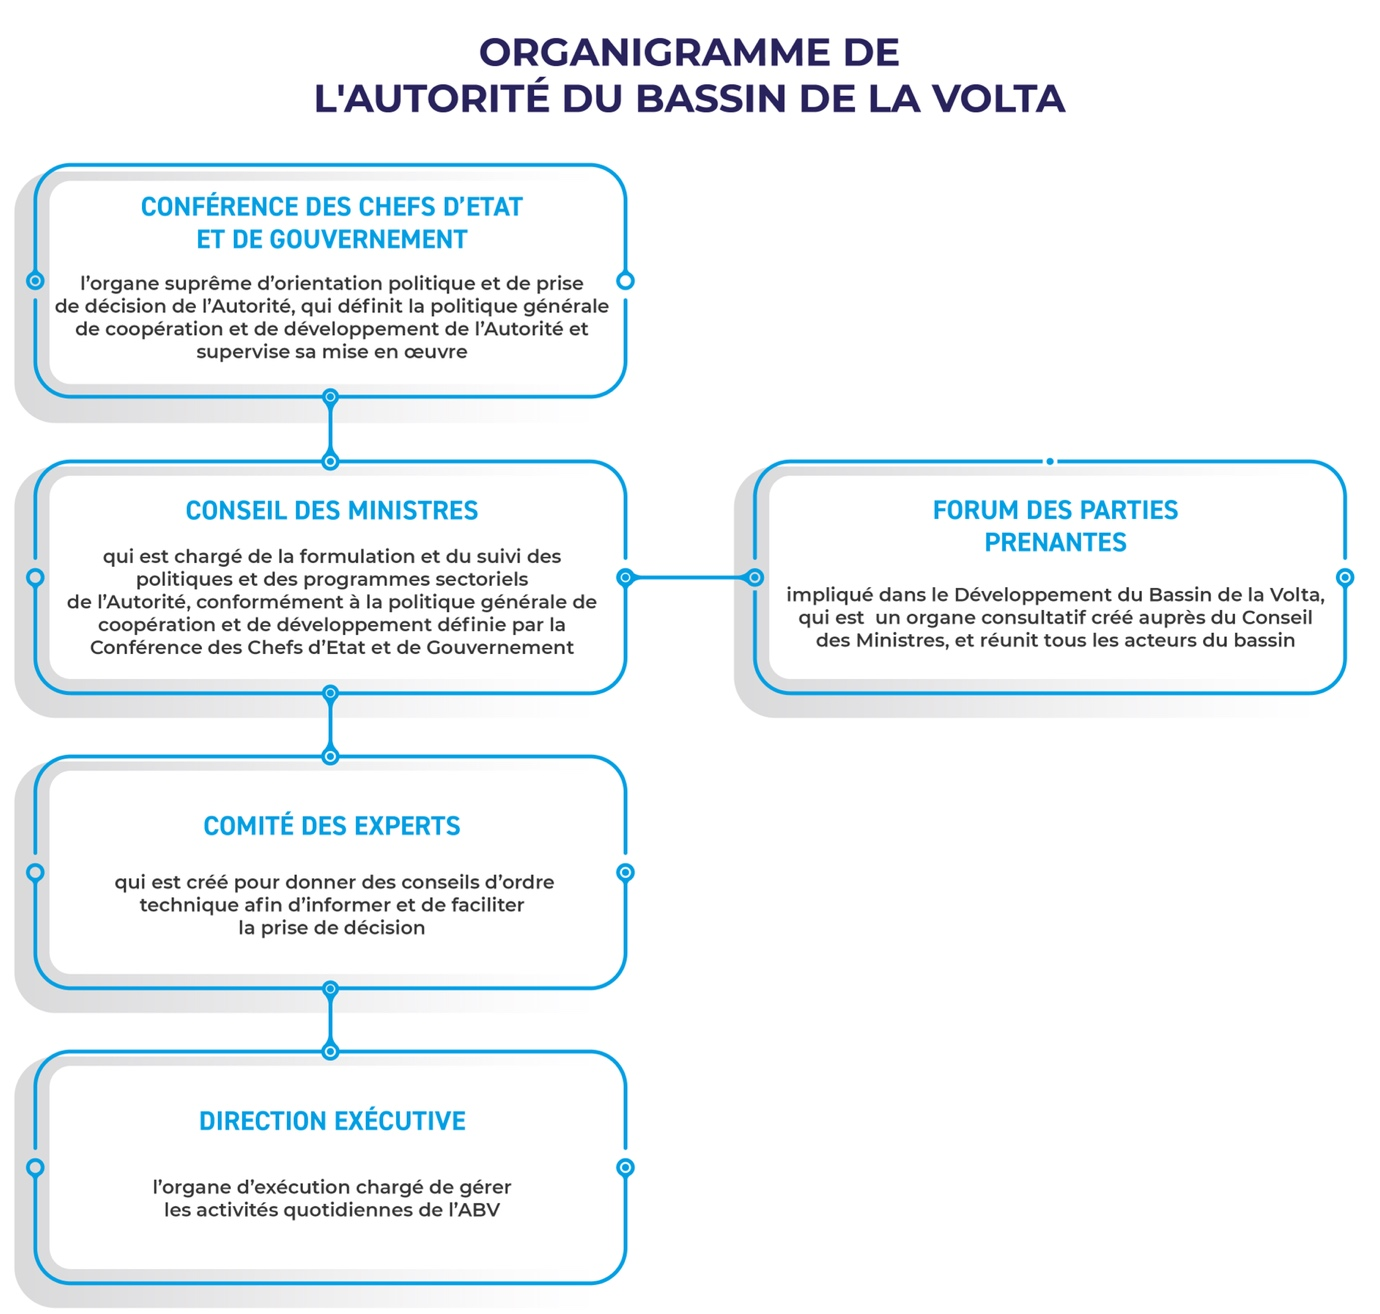 ORGANIGRAMME DE
L'AUTORITÉ DU BASSIN DE LA VOLTA
CONFÉRENCE DES CHEFS D’ETAT
ET DE GOUVERNEMENT
l’organe suprême d’orientation politique et de prise
de décision de l’Autorité, qui définit la politique générale
de coopération et de développement de l’Autorité et
supervise sa mise en œuvre
CONSEIL DES MINISTRES
qui est chargé de la formulation et du suivi des
politiques et des programmes sectoriels
de l’Autorité, conformément à la politique générale de
coopération et de développement définie par la
Conférence des Chefs d’Etat et de Gouvernement
FORUM DES PARTIES
PRENANTES
impliqué dans le Développement du Bassin de la Volta,
qui est  un organe consultatif créé auprès du Conseil
des Ministres, et réunit tous les acteurs du bassin
COMITÉ DES EXPERTS
qui est créé pour donner des conseils d’ordre
technique afin d’informer et de faciliter
la prise de décision
DIRECTION EXÉCUTIVE
l’organe d’exécution chargé de gérer
les activités quotidiennes de l’ABV